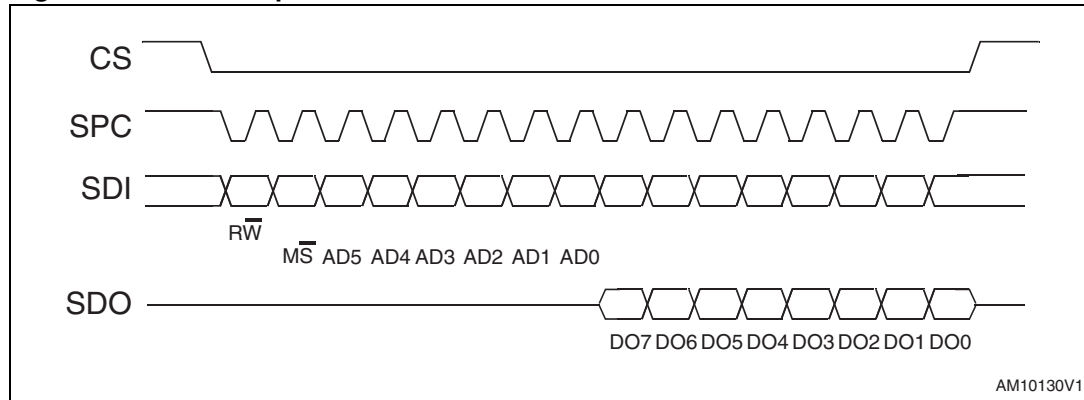 CS
SPC
SDI
RW̅
MS̅ AD5 AD4 AD3 AD2 AD1 AD0
SDO
DO7 DO6 DO5 DO4 DO3 DO2 DO1 DO0
AM10130V1